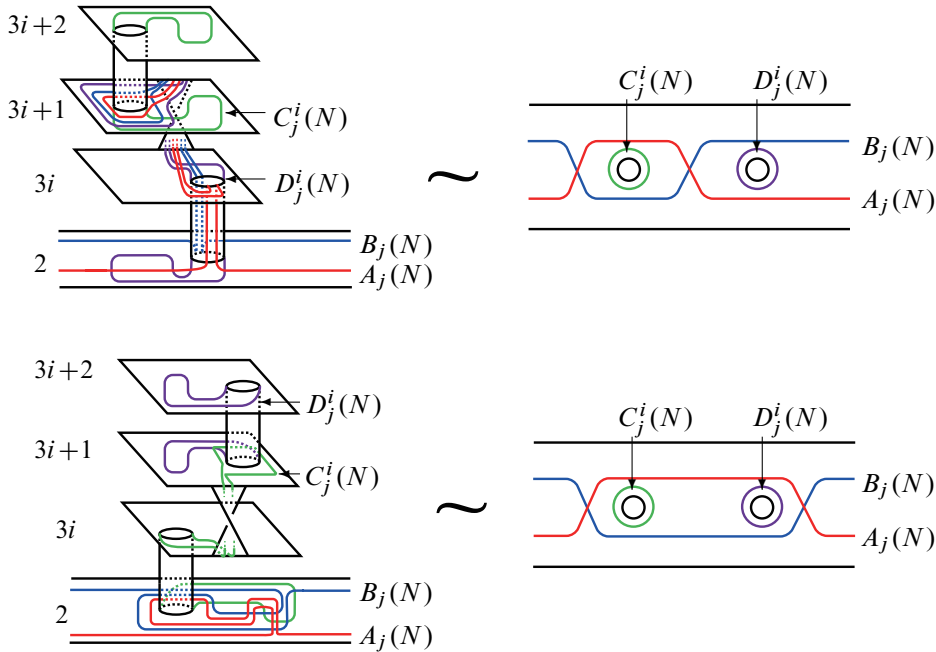 3i+2
3i+1
C_j^i(N)
3i
D_j^i(N)
2
B_j(N)
A_j(N)
∼
C_j^i(N) D_j^i(N)
B_j(N)
A_j(N)
3i+2
D_j^i(N)
3i+1
C_j^i(N)
3i
2
B_j(N)
A_j(N)
∼
C_j^i(N) D_j^i(N)
B_j(N)
A_j(N)